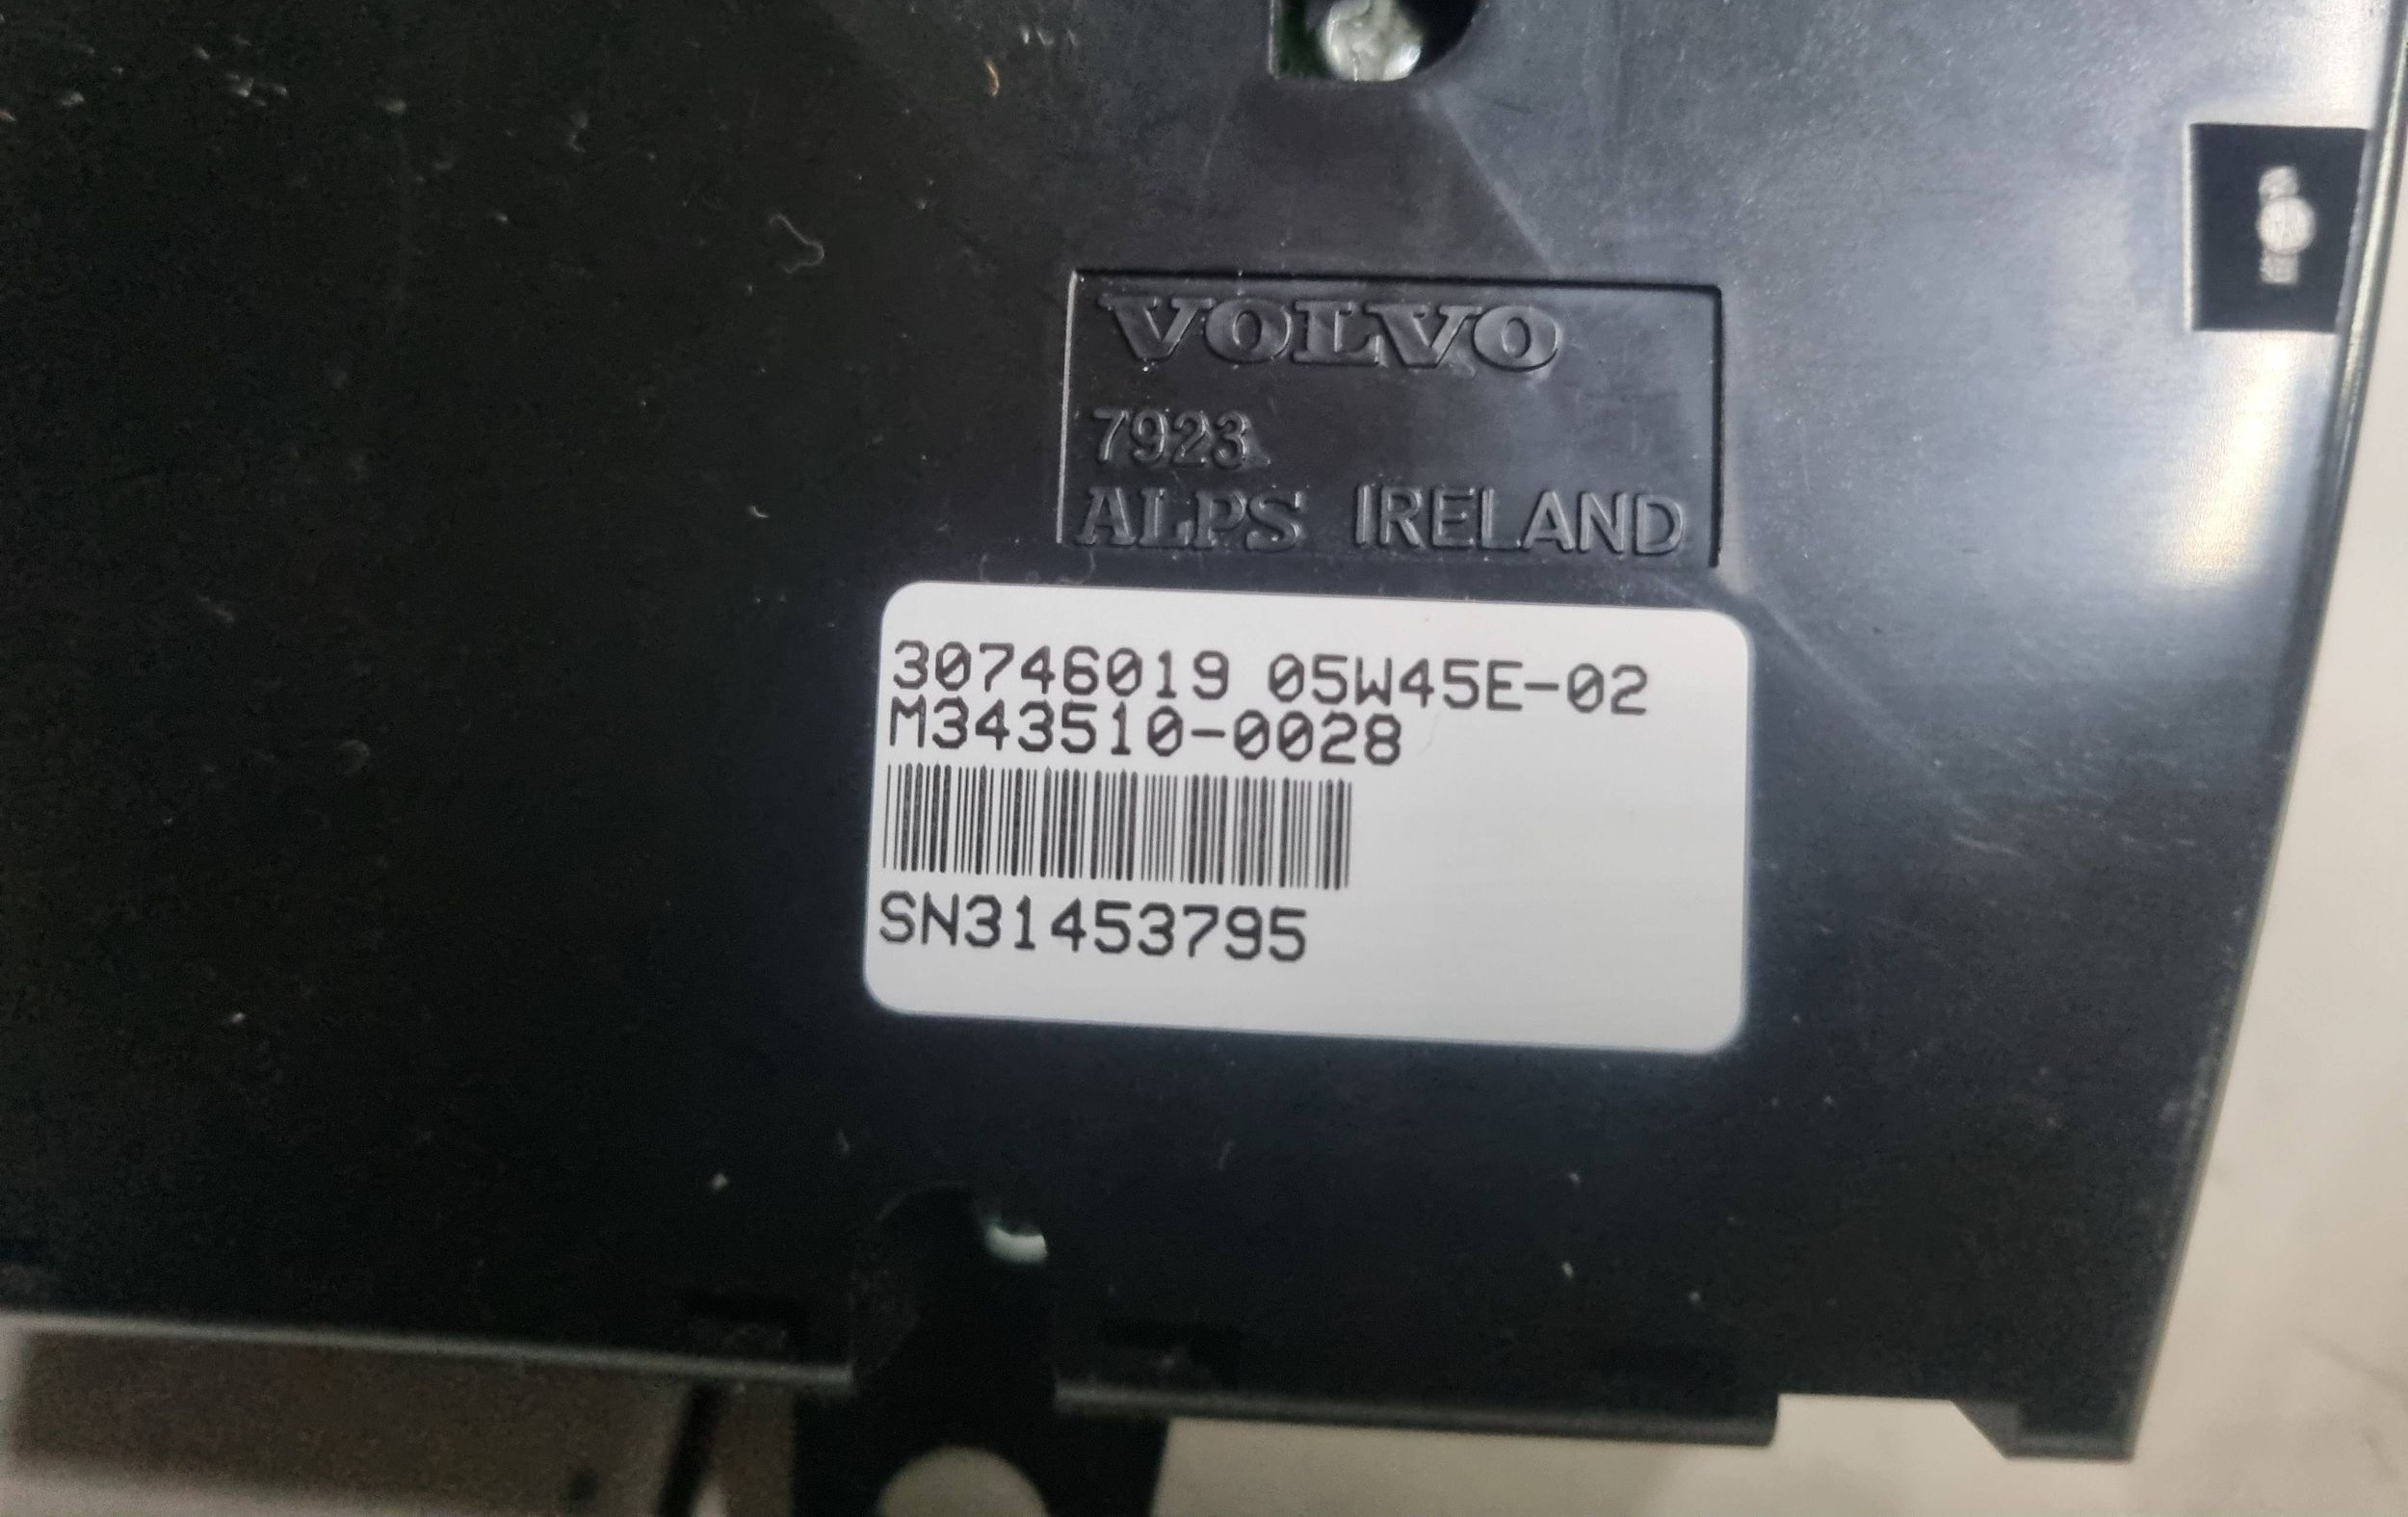 VOLVO
7923
ALPS IRELAND
30746019 05W45E-02
M343510-0028
SN31453795